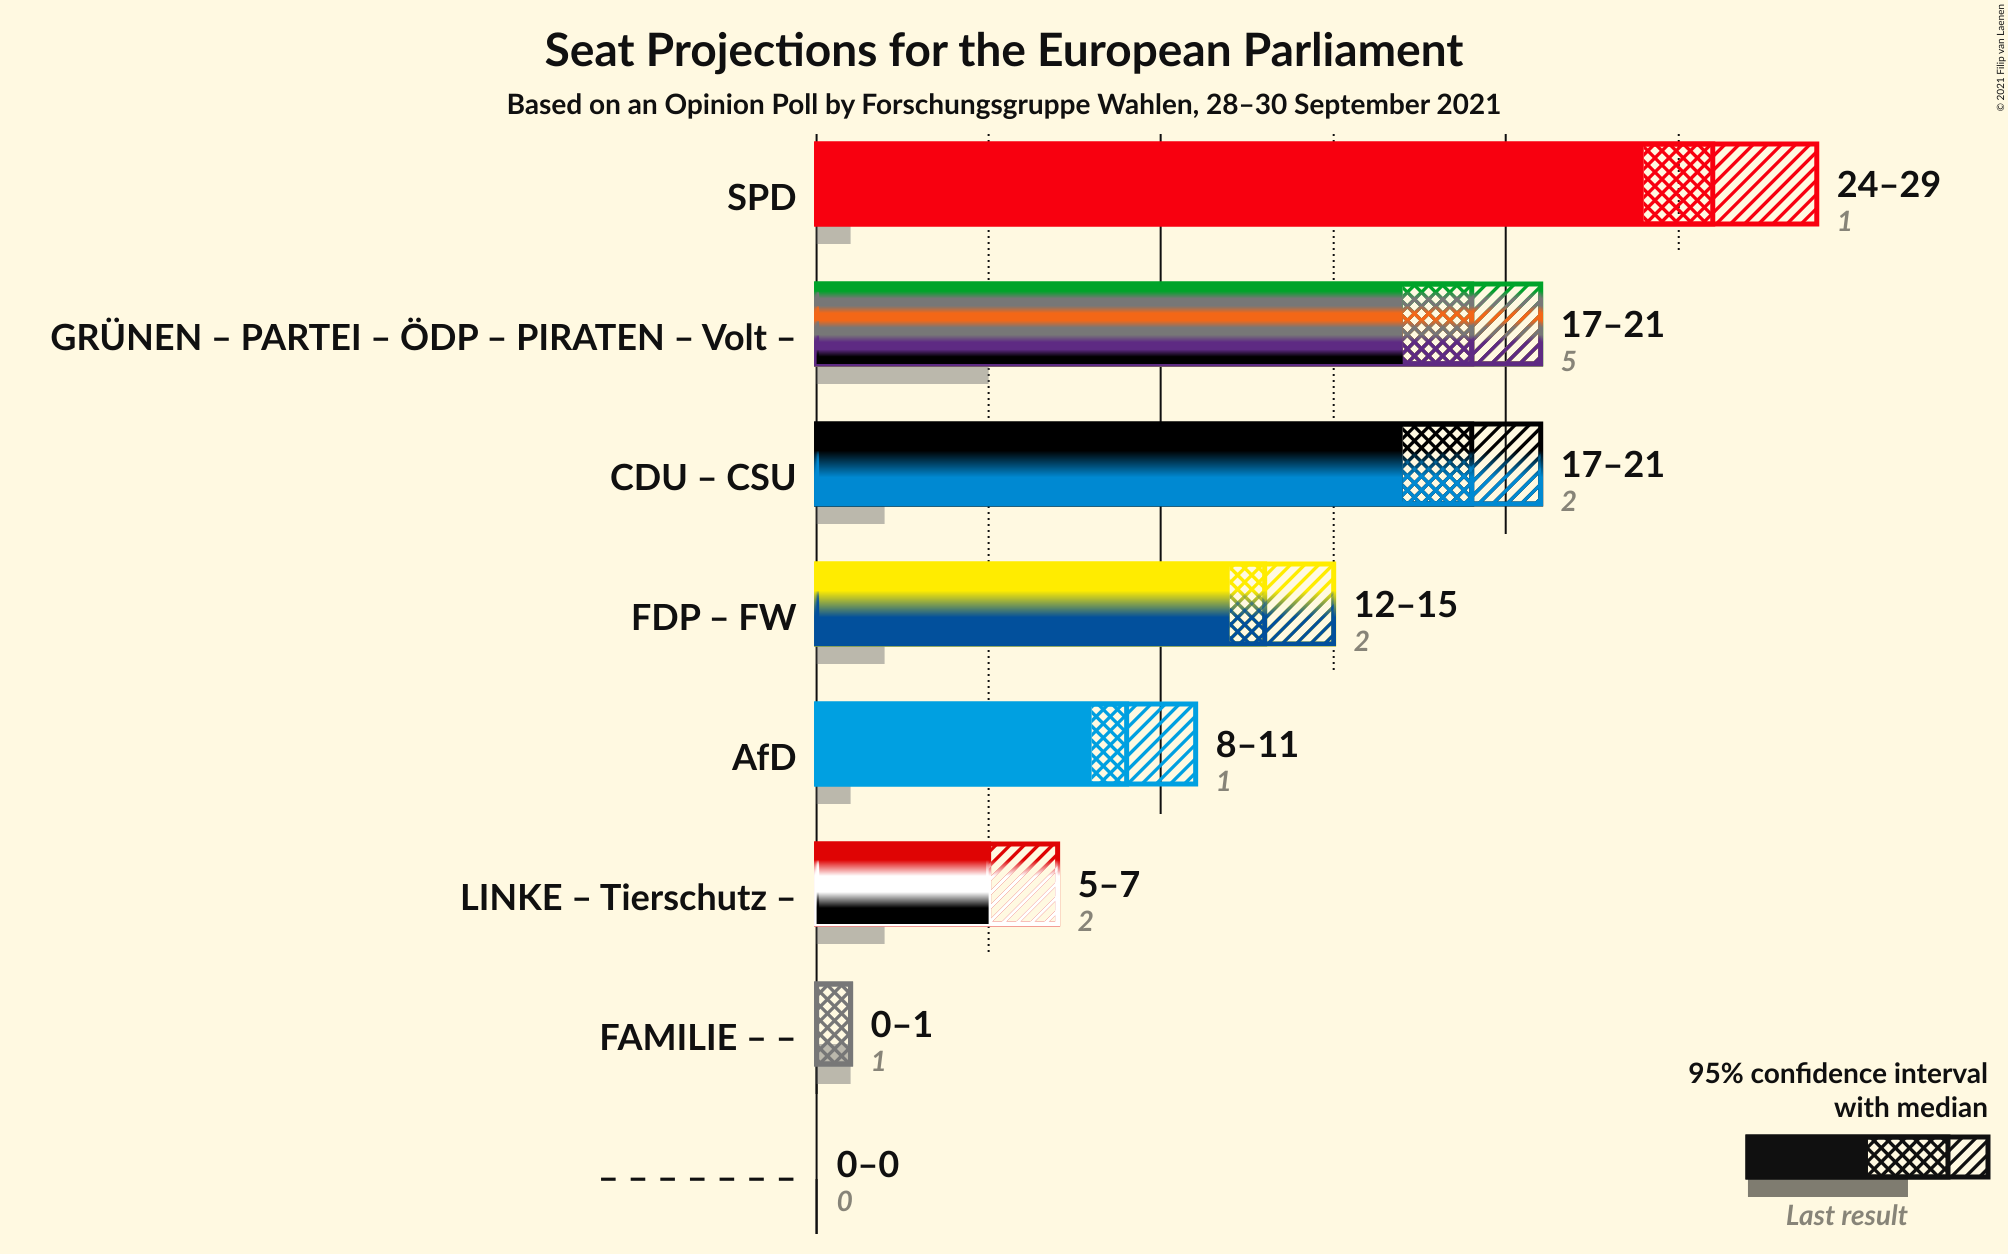 Seat Projections for the European Parliament
Based on an Opinion Poll by Forschungsgruppe Wahlen, 28–30 September 2021
© 2021 Filip van Laenen
SPD
24–29
1
GRÜNEN – PARTEI – ÖDP – PIRATEN – Volt –
17–21
5
CDU – CSU
17–21
2
FDP – FW
12–15
2
AfD
8–11
1
LINKE – Tierschutz –
5–7
2
FAMILIE – –
0–1
1
– – – – – – –
0–0
0
95% confidence interval
with median
Last result